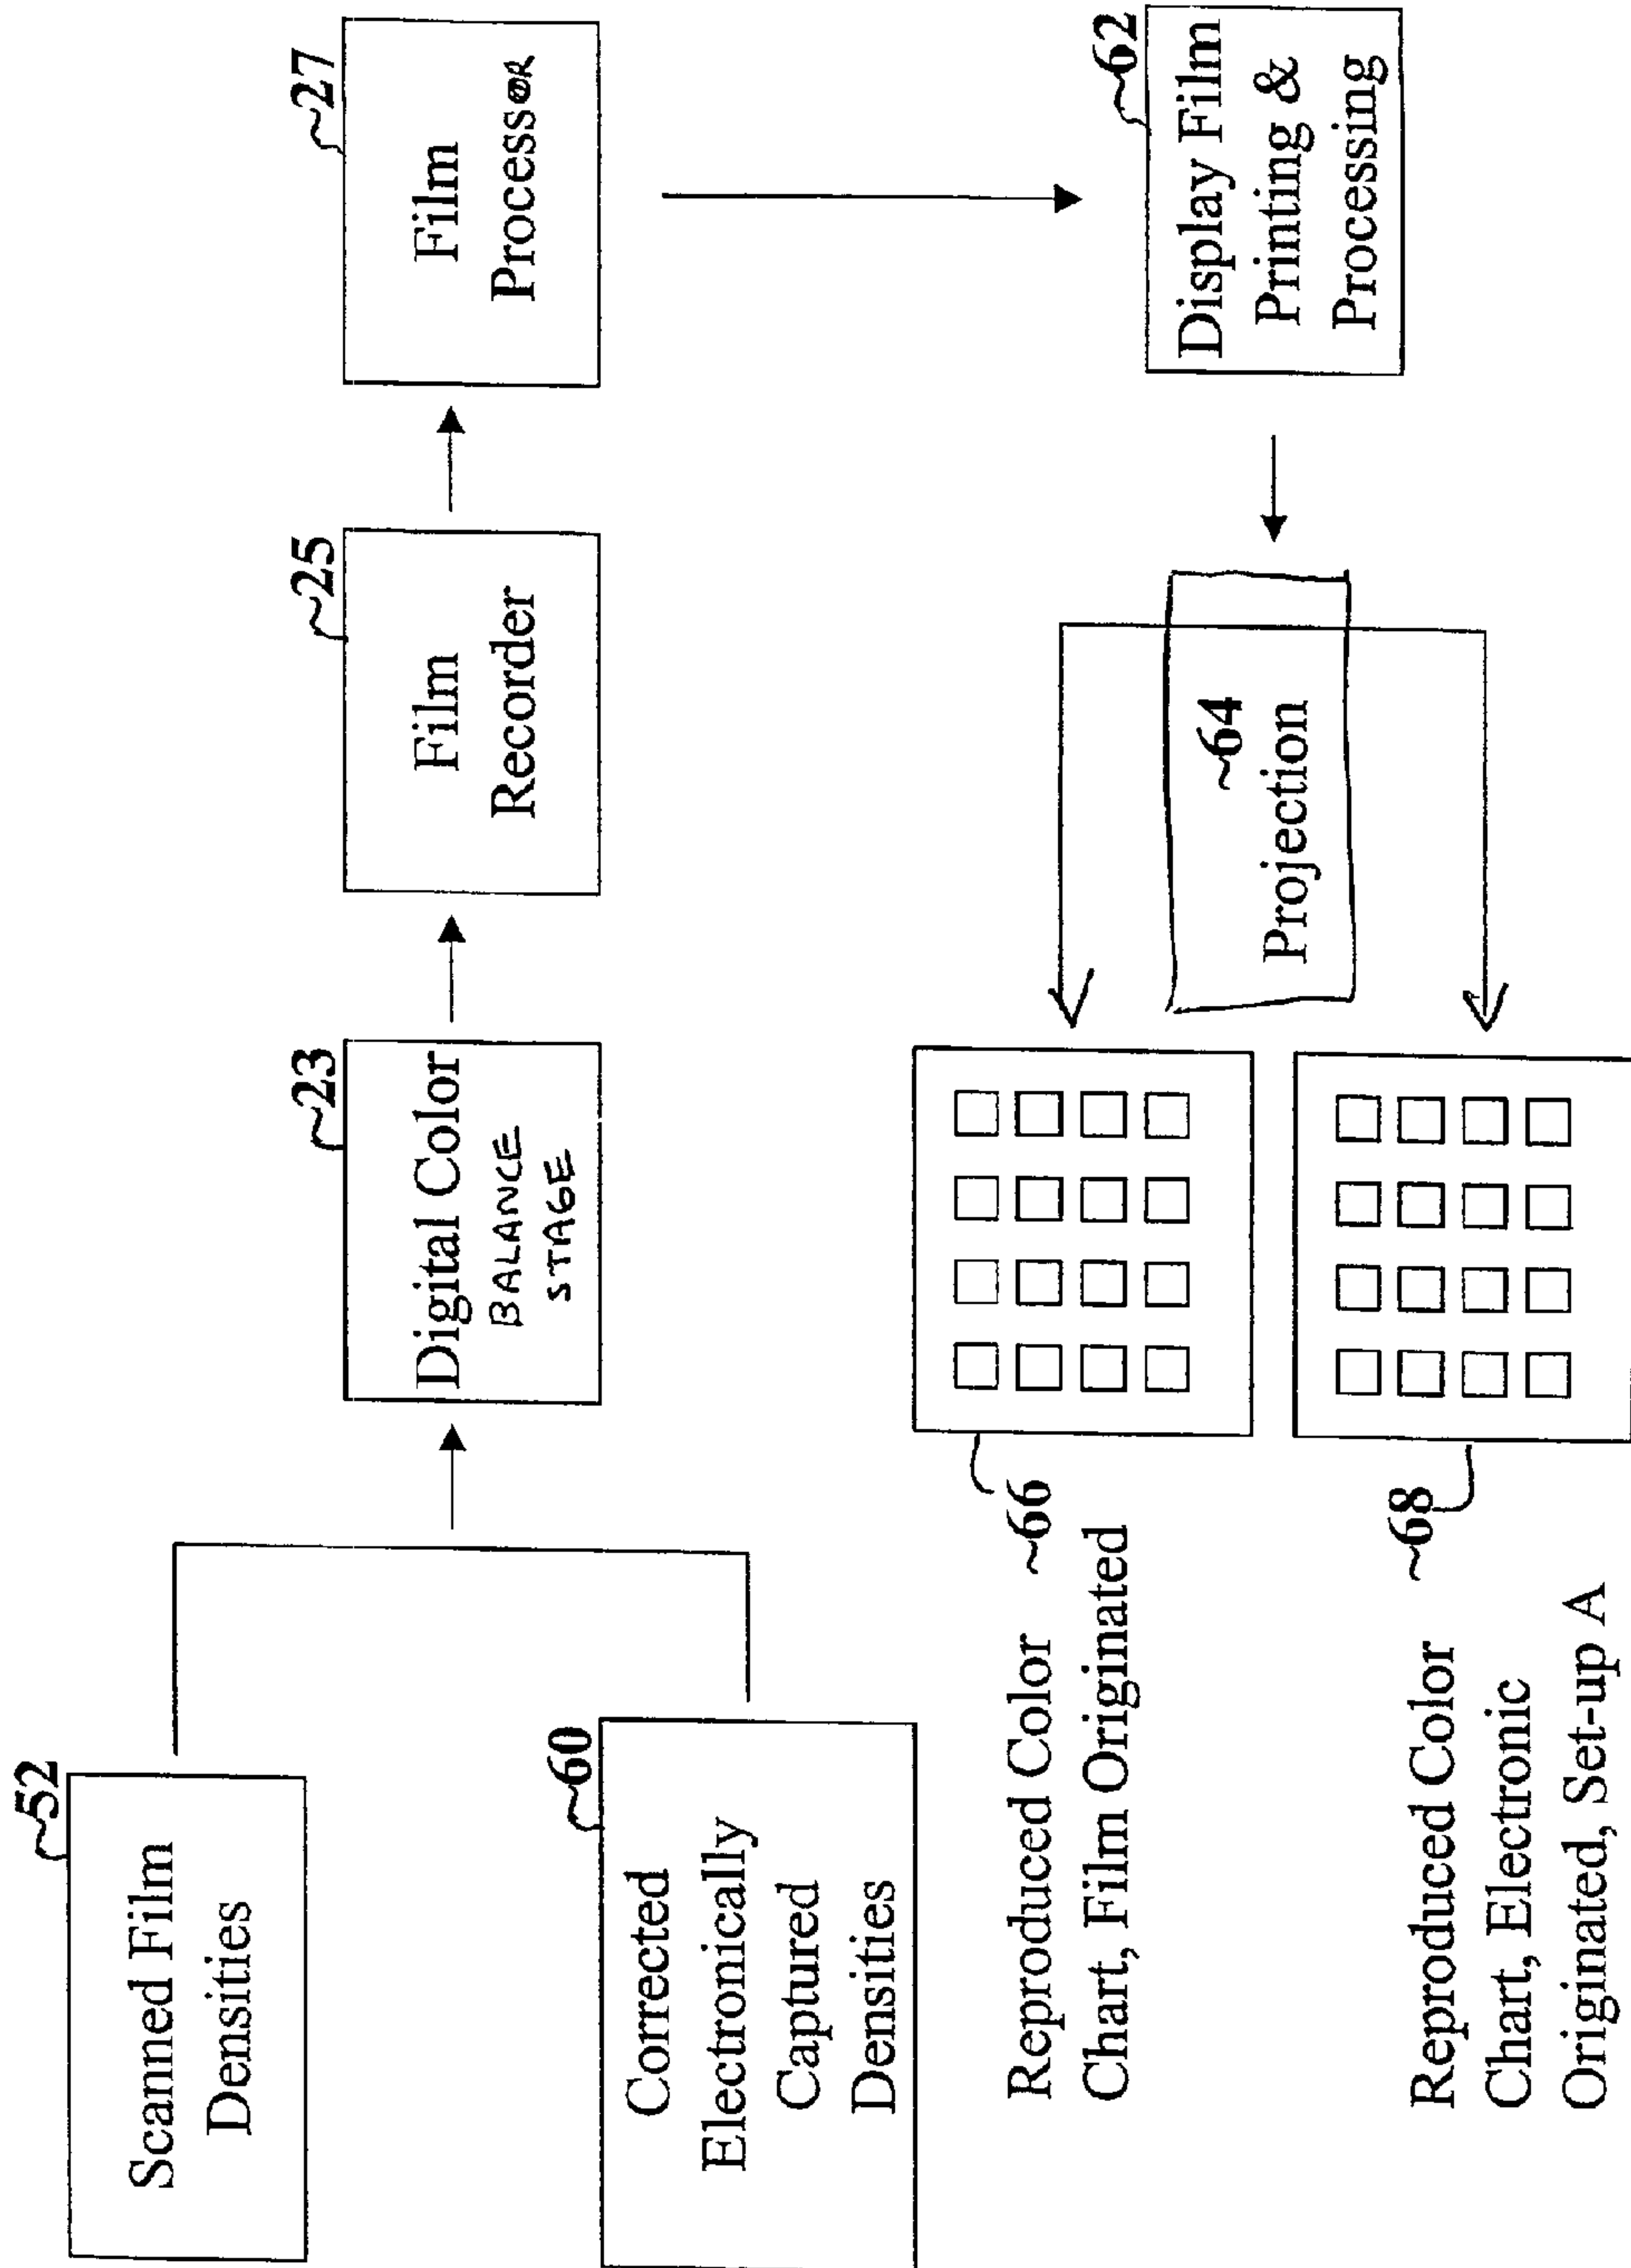 ~52
Scanned Film
Densities
~60
Corrected
Electronically
Captured
Densities
~23
Digital Color
BALANCE
STAGE
~25
Film
Recorder
~27
Film
Processor
~62
Display Film
Printing &
Processing
~64
Projection
Reproduced Color ~66
Chart, Film Originated
~68
Reproduced Color
Chart, Electronic
Originated, Set-up A